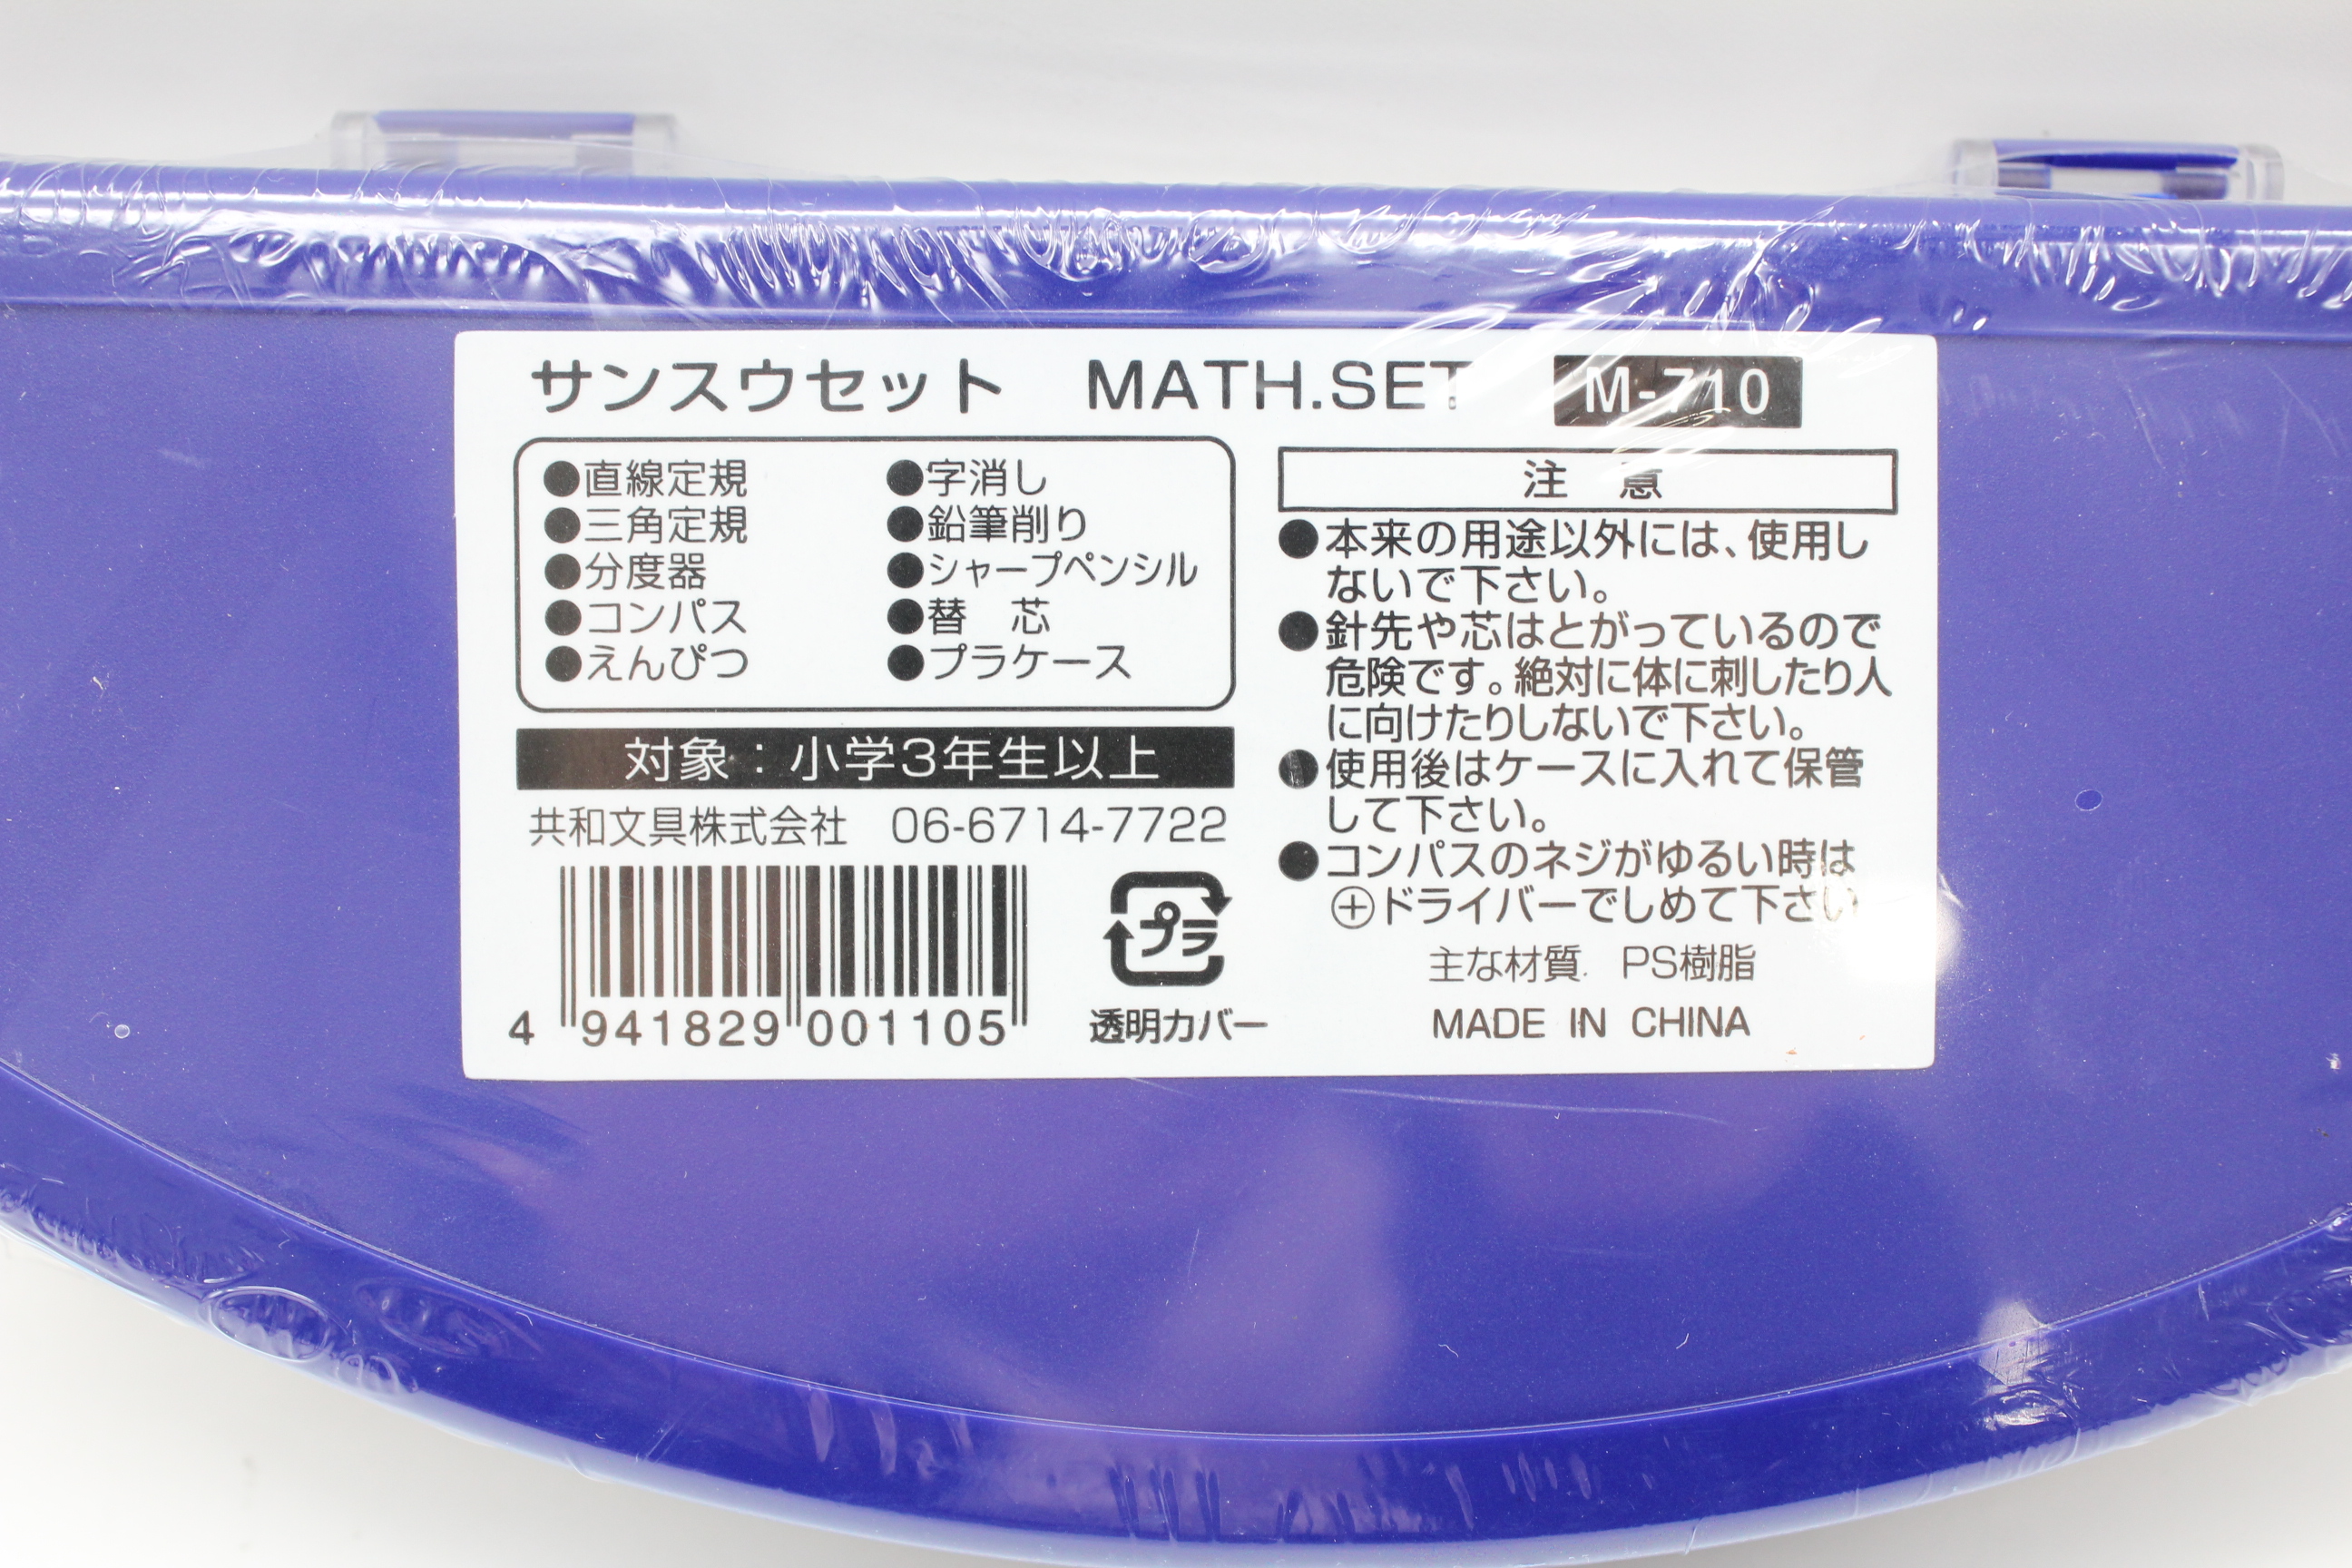 サンスウセット MATH.SET M-710
●直線定規
●三角定規
●分度器
●コンパス
●えんぴつ
●字消し
●鉛筆削り
●シャープペンシル
●替 芯
●プラケース
対象:小学3年生以上
共和文具株式会社 06-6714-7722
4 941829 001105
プラ
透明カバー
注 意
●本来の用途以外には、使用し
ないで下さい。
●針先や芯はとがっているので
危険です。絶対に体に刺したり人
に向けたりしないで下さい。
●使用後はケースに入れて保管
して下さい。
●コンパスのネジがゆるい時は
⊕ドライバーでしめて下さい
主な材質 PS樹脂
MADE IN CHINA